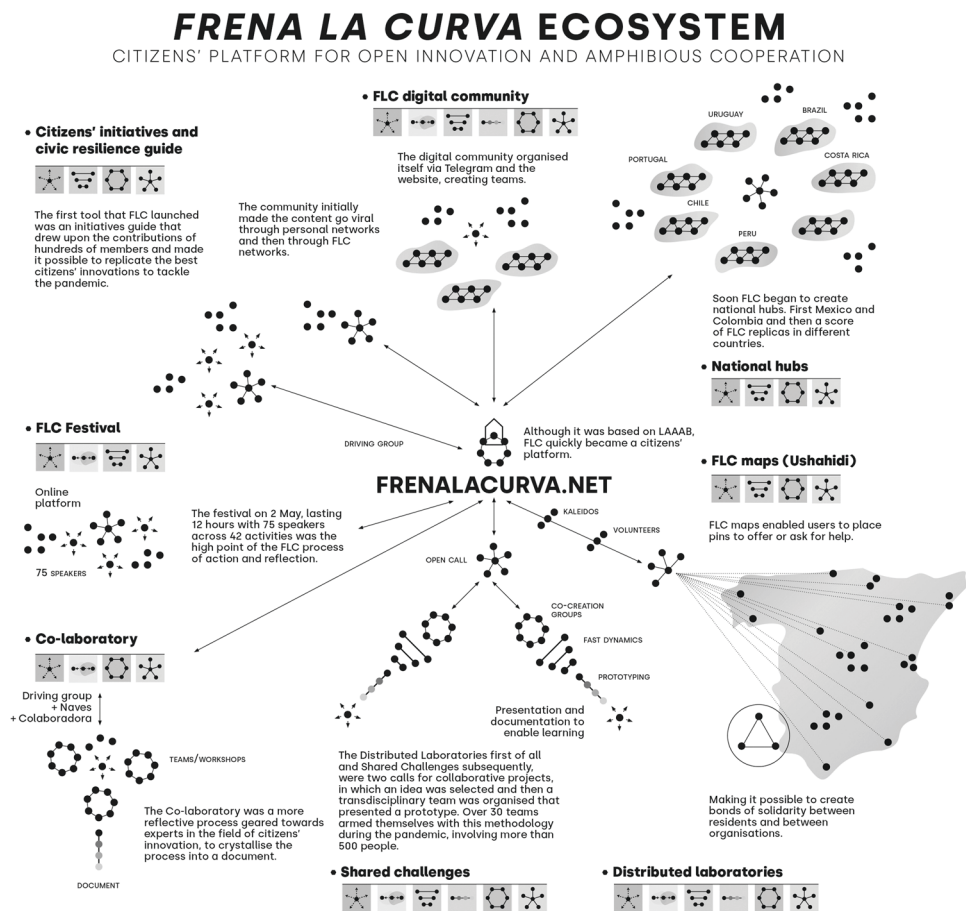 FRENA LA CURVA ECOSYSTEM
CITIZENS' PLATFORM FOR OPEN INNOVATION AND AMPHIBIOUS COOPERATION
• Citizens' initiatives and
civic resilience guide
The first tool that FLC launched
was an initiatives guide that
drew upon the contributions of
hundreds of members and made
it possible to replicate the best
citizens' innovations to tackle
the pandemic.
• FLC digital community
The digital community organised
itself via Telegram and the
website, creating teams.
The community initially
made the content go viral
through personal networks
and then through FLC
networks.
URUGUAY
BRAZIL
PORTUGAL
COSTA RICA
CHILE
PERU
Soon FLC began to create
national hubs. First Mexico and
Colombia and then a score
of FLC replicas in different
countries.
• National hubs
DRIVING GROUP
Although it was based on LAAAB,
FLC quickly became a citizens'
platform.
FRENALACURVA.NET
• FLC Festival
Online
platform
75 SPEAKERS
The festival on 2 May, lasting
12 hours with 75 speakers
across 42 activities was the
high point of the FLC process
of action and reflection.
• FLC maps (Ushahidi)
FLC maps enabled users to place
pins to offer or ask for help.
KALEIDOS
VOLUNTEERS
OPEN CALL
CO-CREATION
GROUPS
FAST DYNAMICS
PROTOTYPING
Presentation and
documentation to
enable learning
• Co-laboratory
Driving group
+ Naves
+ Colaboradora
TEAMS/WORKSHOPS
The Co-laboratory was a more
reflective process geared towards
experts in the field of citizens'
innovation, to crystallise the
process into a document.
DOCUMENT
The Distributed Laboratories first of all
and Shared Challenges subsequently,
were two calls for collaborative projects,
in which an idea was selected and then a
transdisciplinary team was organised that
presented a prototype. Over 30 teams
armed themselves with this methodology
during the pandemic, involving more than
500 people.
Making it possible to create
bonds of solidarity between
residents and between
organisations.
• Shared challenges
• Distributed laboratories